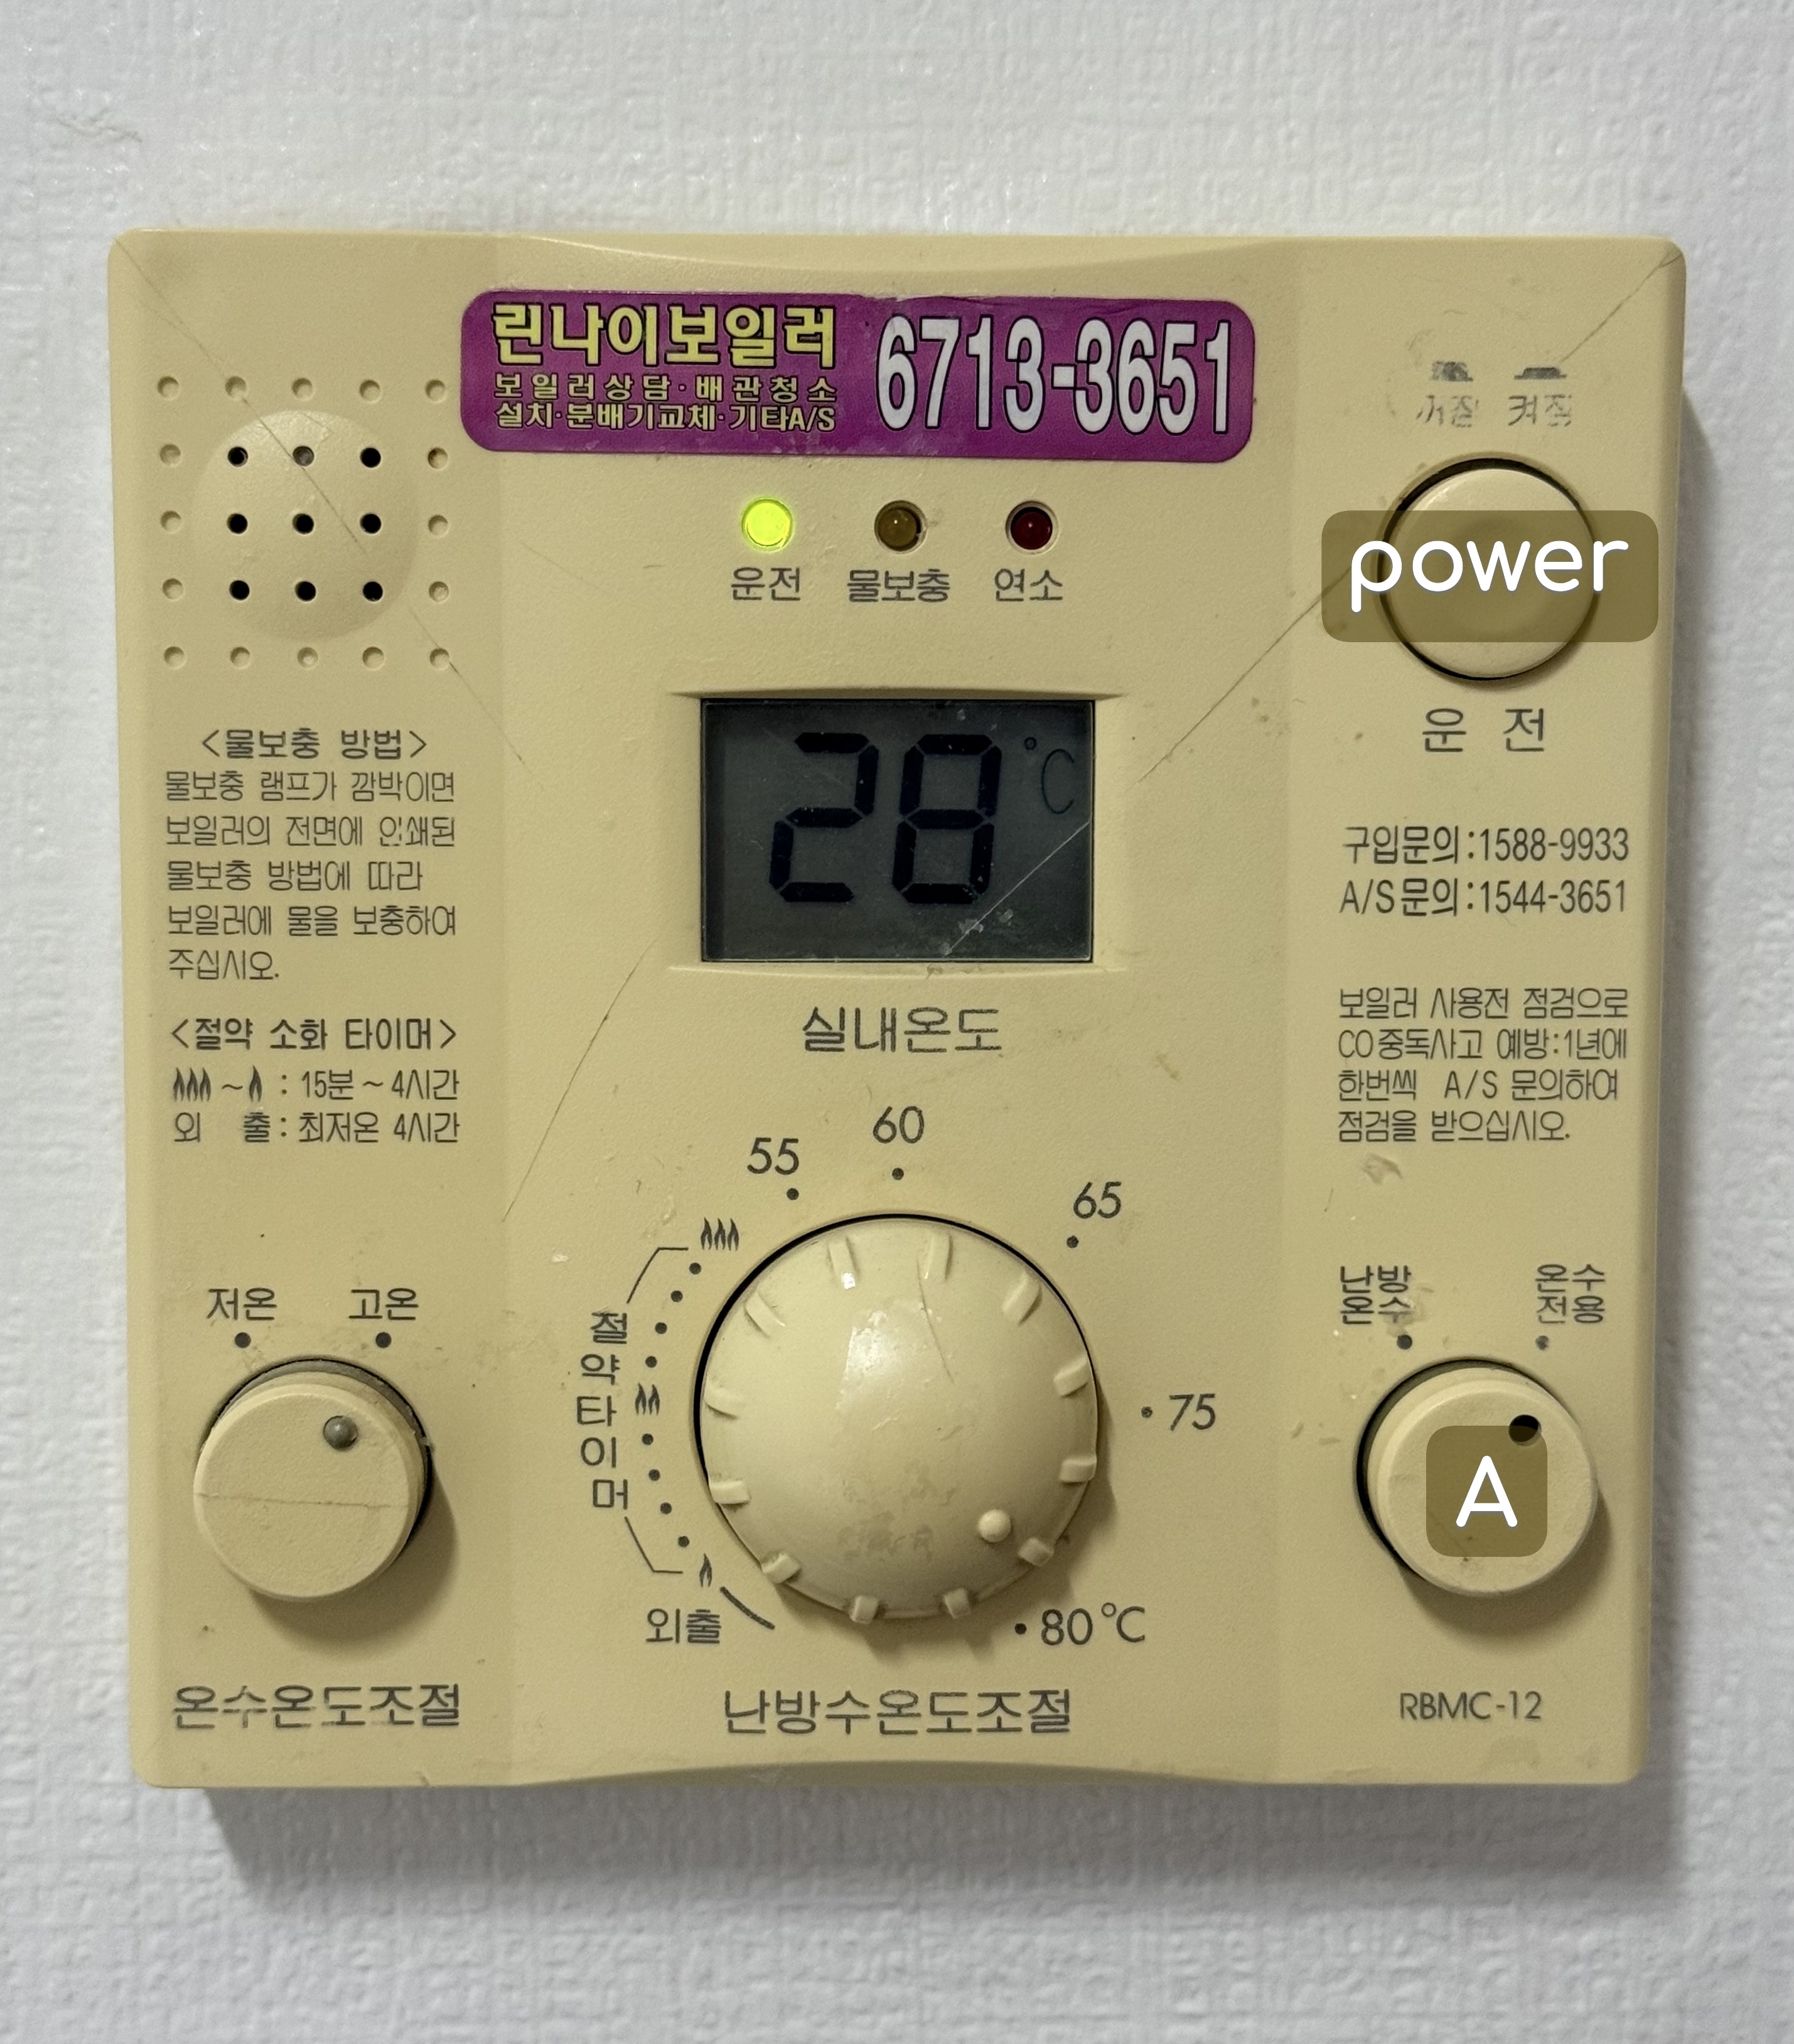 린나이보일러
보일러상담·배관청소
설치·분배기교체·기타A/S
6713-3651
꺼짐 켜짐
power
운 전
운전 물보충 연소
28°C
실내온도
<물보충 방법>
물보충 램프가 깜박이면
보일러의 전면에 인쇄된
물보충 방법에 따라
보일러에 물을 보충하여
주십시오.
<절약 소화 타이머>
~ : 15분 ~ 4시간
외 출 : 최저온 4시간
구입문의:1588-9933
A/S문의:1544-3651
보일러 사용전 점검으로
CO중독사고 예방:1년에
한번씩 A/S 문의하여
점검을 받으십시오.
저온 고온
온수온도조절
55
60
65
75
80℃
절약타이머
외출
난방수온도조절
난방
온수
온수
전용
A
RBMC-12